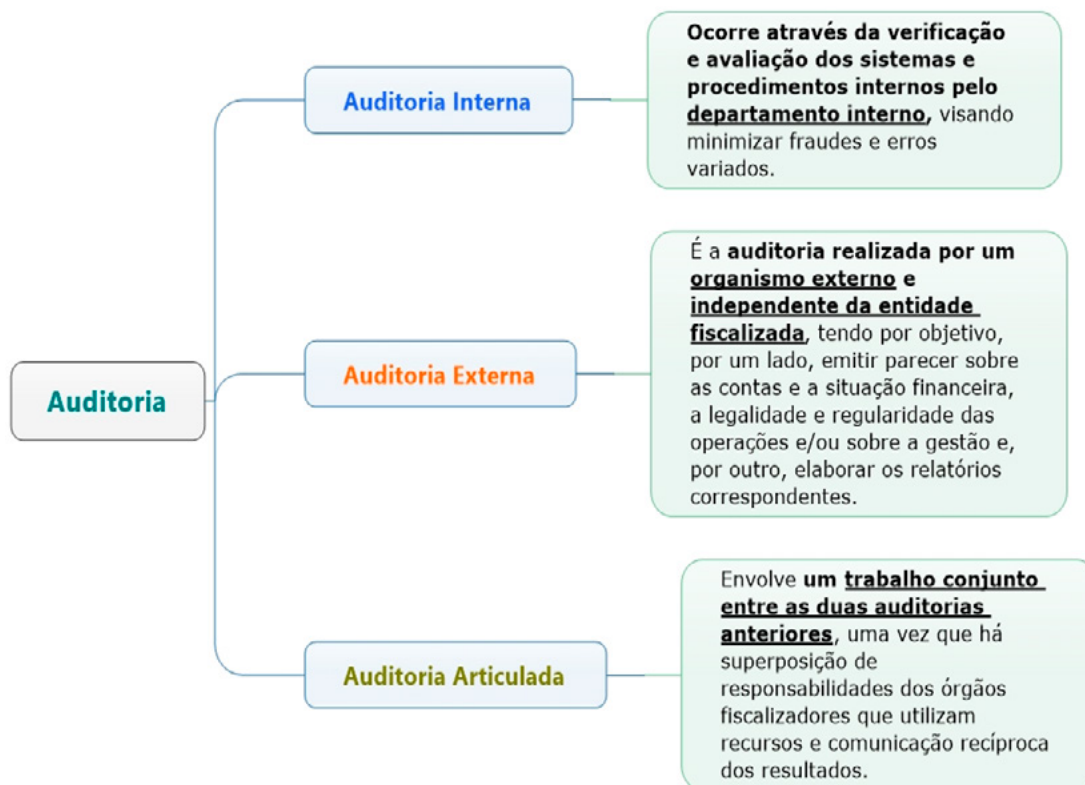 Auditoria
Auditoria Interna
Ocorre através da verificação
e avaliação dos sistemas e
procedimentos internos pelo
departamento interno, visando
minimizar fraudes e erros
variados.
Auditoria Externa
É a auditoria realizada por um
organismo externo e
independente da entidade
fiscalizada, tendo por objetivo,
por um lado, emitir parecer sobre
as contas e a situação financeira,
a legalidade e regularidade das
operações e/ou sobre a gestão e,
por outro, elaborar os relatórios
correspondentes.
Auditoria Articulada
Envolve um trabalho conjunto
entre as duas auditorias
anteriores, uma vez que há
superposição de
responsabilidades dos órgãos
fiscalizadores que utilizam
recursos e comunicação recíproca
dos resultados.